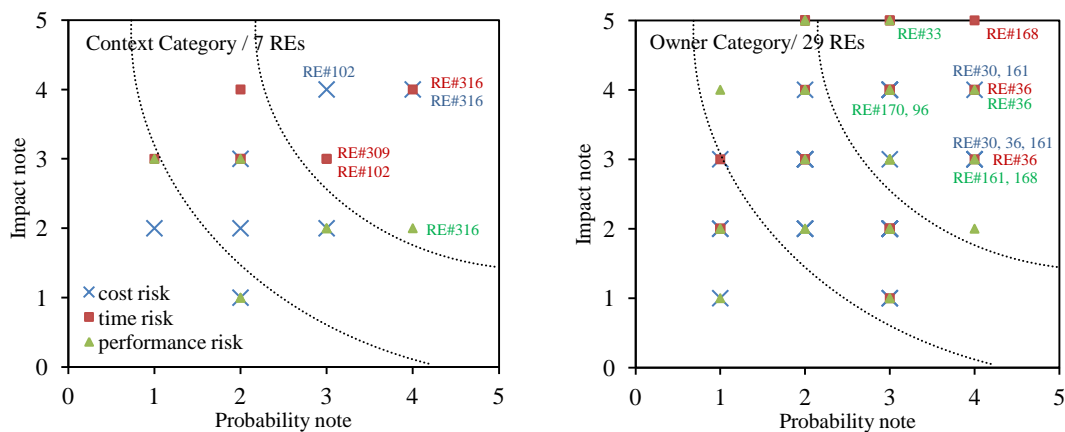 Context Category / 7 REs
RE#102
RE#316
RE#316
RE#309
RE#102
RE#316
cost risk
time risk
performance risk
5
4
3
2
1
0
0
1
2
3
4
5
Impact note
Probability note
Owner Category/ 29 REs
RE#33
RE#168
RE#30, 161
RE#36
RE#36
RE#170, 96
RE#30, 36, 161
RE#36
RE#161, 168
5
4
3
2
1
0
0
1
2
3
4
5
Impact note
Probability note